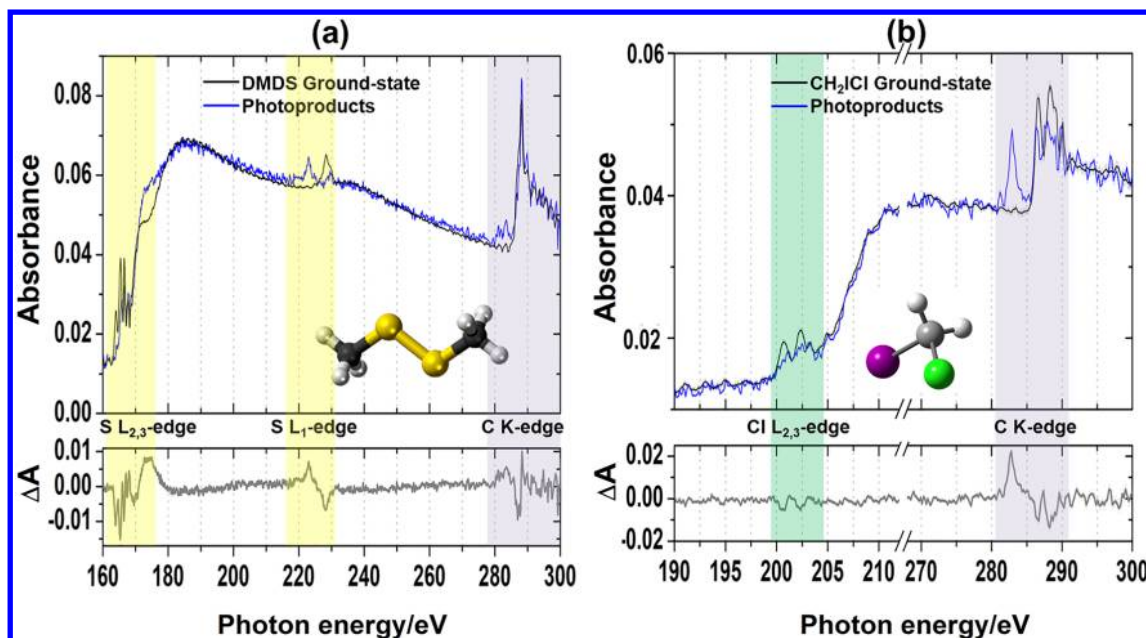 (a)
DMDS Ground-state
Photoproducts
Absorbance
0.08
0.06
0.04
0.02
0.00
S L2,3-edge
S L1-edge
C K-edge
ΔA
0.01
0.00
-0.01
160 180 200 220 240 260 280 300
Photon energy/eV
(b)
CH2ICl Ground-state
Photoproducts
Absorbance
0.06
0.04
0.02
Cl L2,3-edge
C K-edge
ΔA
0.02
0.00
-0.02
190 195 200 205 210 270 280 290 300
Photon energy/eV